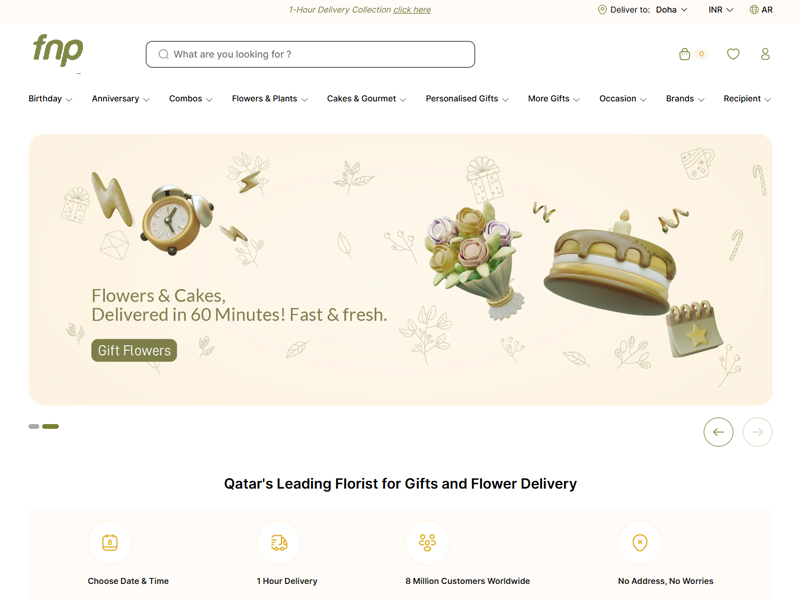 1-Hour Delivery Collection click here
Deliver to: Doha
INR
AR
fnp
What are you looking for ?
0
Birthday
Anniversary
Combos
Flowers & Plants
Cakes & Gourmet
Personalised Gifts
More Gifts
Occasion
Brands
Recipient
Flowers & Cakes,
Delivered in 60 Minutes! Fast & fresh.
Gift Flowers
Qatar's Leading Florist for Gifts and Flower Delivery
8
Choose Date & Time
1 Hour Delivery
8 Million Customers Worldwide
No Address, No Worries